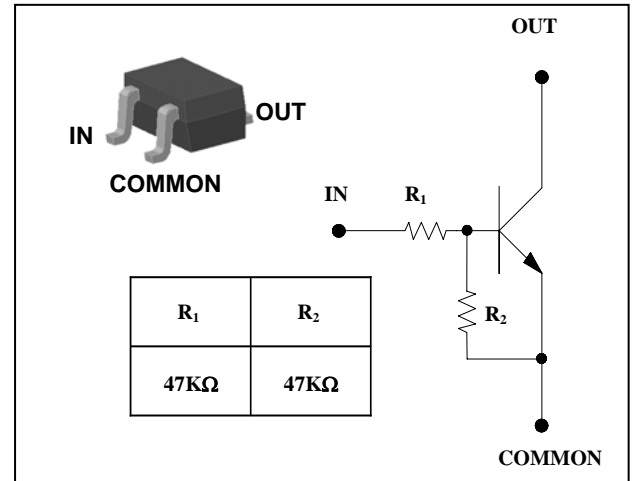 OUT
OUT
IN
COMMON
IN R₁
R₁ R₂
R₂
47KΩ 47KΩ
COMMON